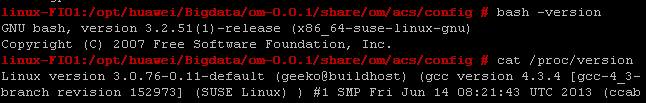 linux-FI01:/opt/huawei/Bigdata/om-0.0.1/share/om/acs/config # bash -version
GNU bash, version 3.2.51(1)-release (x86_64-suse-linux-gnu)
Copyright (C) 2007 Free Software Foundation, Inc.
linux-FI01:/opt/huawei/Bigdata/om-0.0.1/share/om/acs/config # cat /proc/version
Linux version 3.0.76-0.11-default (geeko@buildhost) (gcc version 4.3.4 [gcc-4_3-
branch revision 152973] (SUSE Linux) ) #1 SMP Fri Jun 14 08:21:43 UTC 2013 (ccab